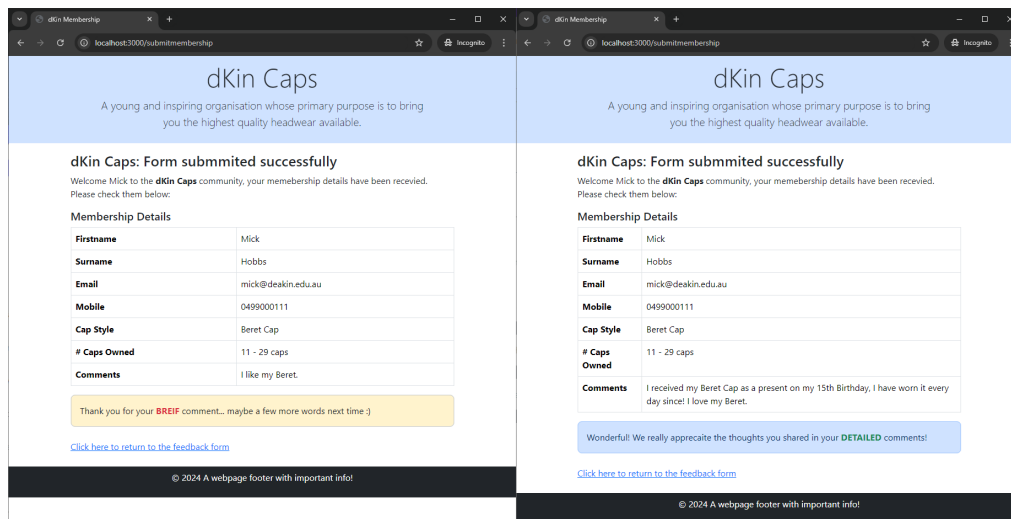 dKin Membership
localhost:3000/submitmembership
Incognito
dKin Caps
A young and inspiring organisation whose primary purpose is to bring
you the highest quality headwear available.
dKin Caps: Form submmited successfully
Welcome Mick to the dKin Caps community, your memebership details have been recevied.
Please check them below:
Membership Details
Firstname Mick
Surname Hobbs
Email mick@deakin.edu.au
Mobile 0499000111
Cap Style Beret Cap
# Caps Owned 11 - 29 caps
Comments I like my Beret.
Thank you for your BREIF comment... maybe a few more words next time :)
Click here to return to the feedback form
© 2024 A webpage footer with important info!
dKin Membership
localhost:3000/submitmembership
Incognito
dKin Caps
A young and inspiring organisation whose primary purpose is to bring
you the highest quality headwear available.
dKin Caps: Form submmited successfully
Welcome Mick to the dKin Caps community, your memebership details have been recevied.
Please check them below:
Membership Details
Firstname Mick
Surname Hobbs
Email mick@deakin.edu.au
Mobile 0499000111
Cap Style Beret Cap
# Caps 11 - 29 caps
Owned
Comments I received my Beret Cap as a present on my 15th Birthday, I have worn it every
day since! I love my Beret.
Wonderful! We really apprecaite the thoughts you shared in your DETAILED comments!
Click here to return to the feedback form
© 2024 A webpage footer with important info!